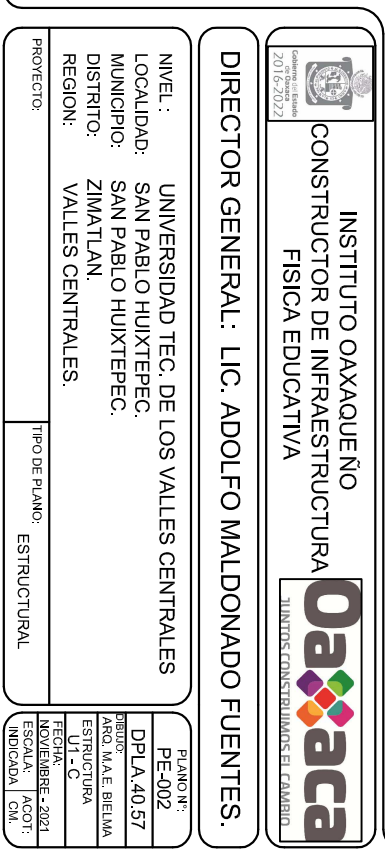 Gobierno del Estado
de Oaxaca
2016-2022
INSTITUTO OAXAQUEÑO
CONSTRUCTOR DE INFRAESTRUCTURA
FISICA EDUCATIVA
Oaxaca
JUNTOS CONSTRUIMOS EL CAMBIO
DIRECTOR GENERAL: LIC. ADOLFO MALDONADO FUENTES.
NIVEL : UNIVERSIDAD TEC. DE LOS VALLES CENTRALES
LOCALIDAD: SAN PABLO HUIXTEPEC.
MUNICIPIO: SAN PABLO HUIXTEPEC.
DISTRITO: ZIMATLAN.
REGION: VALLES CENTRALES.
PROYECTO:
TIPO DE PLANO:
ESTRUCTURAL
PLANO Nº:
PE-002
DPLA.40.57
DIBUJO:
ARQ. M.A.E. BIELMA
ESTRUCTURA
U1 - C
FECHA:
NOVIEMBRE - 2021
ESCALA: ACOT:
INDICADA CM.